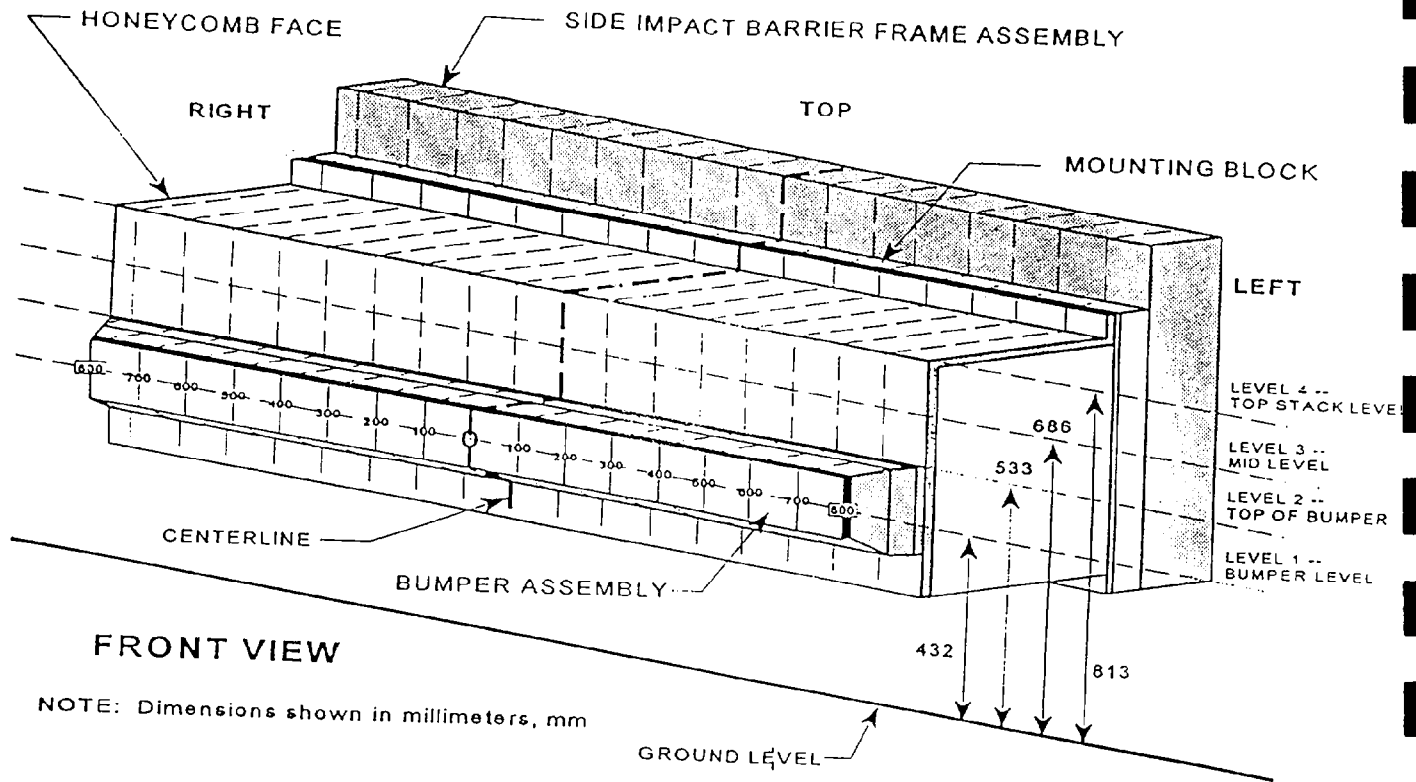 HONEYCOMB FACE
SIDE IMPACT BARRIER FRAME ASSEMBLY
RIGHT
TOP
MOUNTING BLOCK
LEFT
LEVEL 4 --
TOP STACK LEVEL
686
LEVEL 3 --
MID LEVEL
533
LEVEL 2 --
TOP OF BUMPER
LEVEL 1 --
BUMPER LEVEL
700 600 500 400 300 200 100 100 200 300 400 500 600 700 800
CENTERLINE
BUMPER ASSEMBLY
432
813
FRONT VIEW
NOTE: Dimensions shown in millimeters, mm
GROUND LEVEL